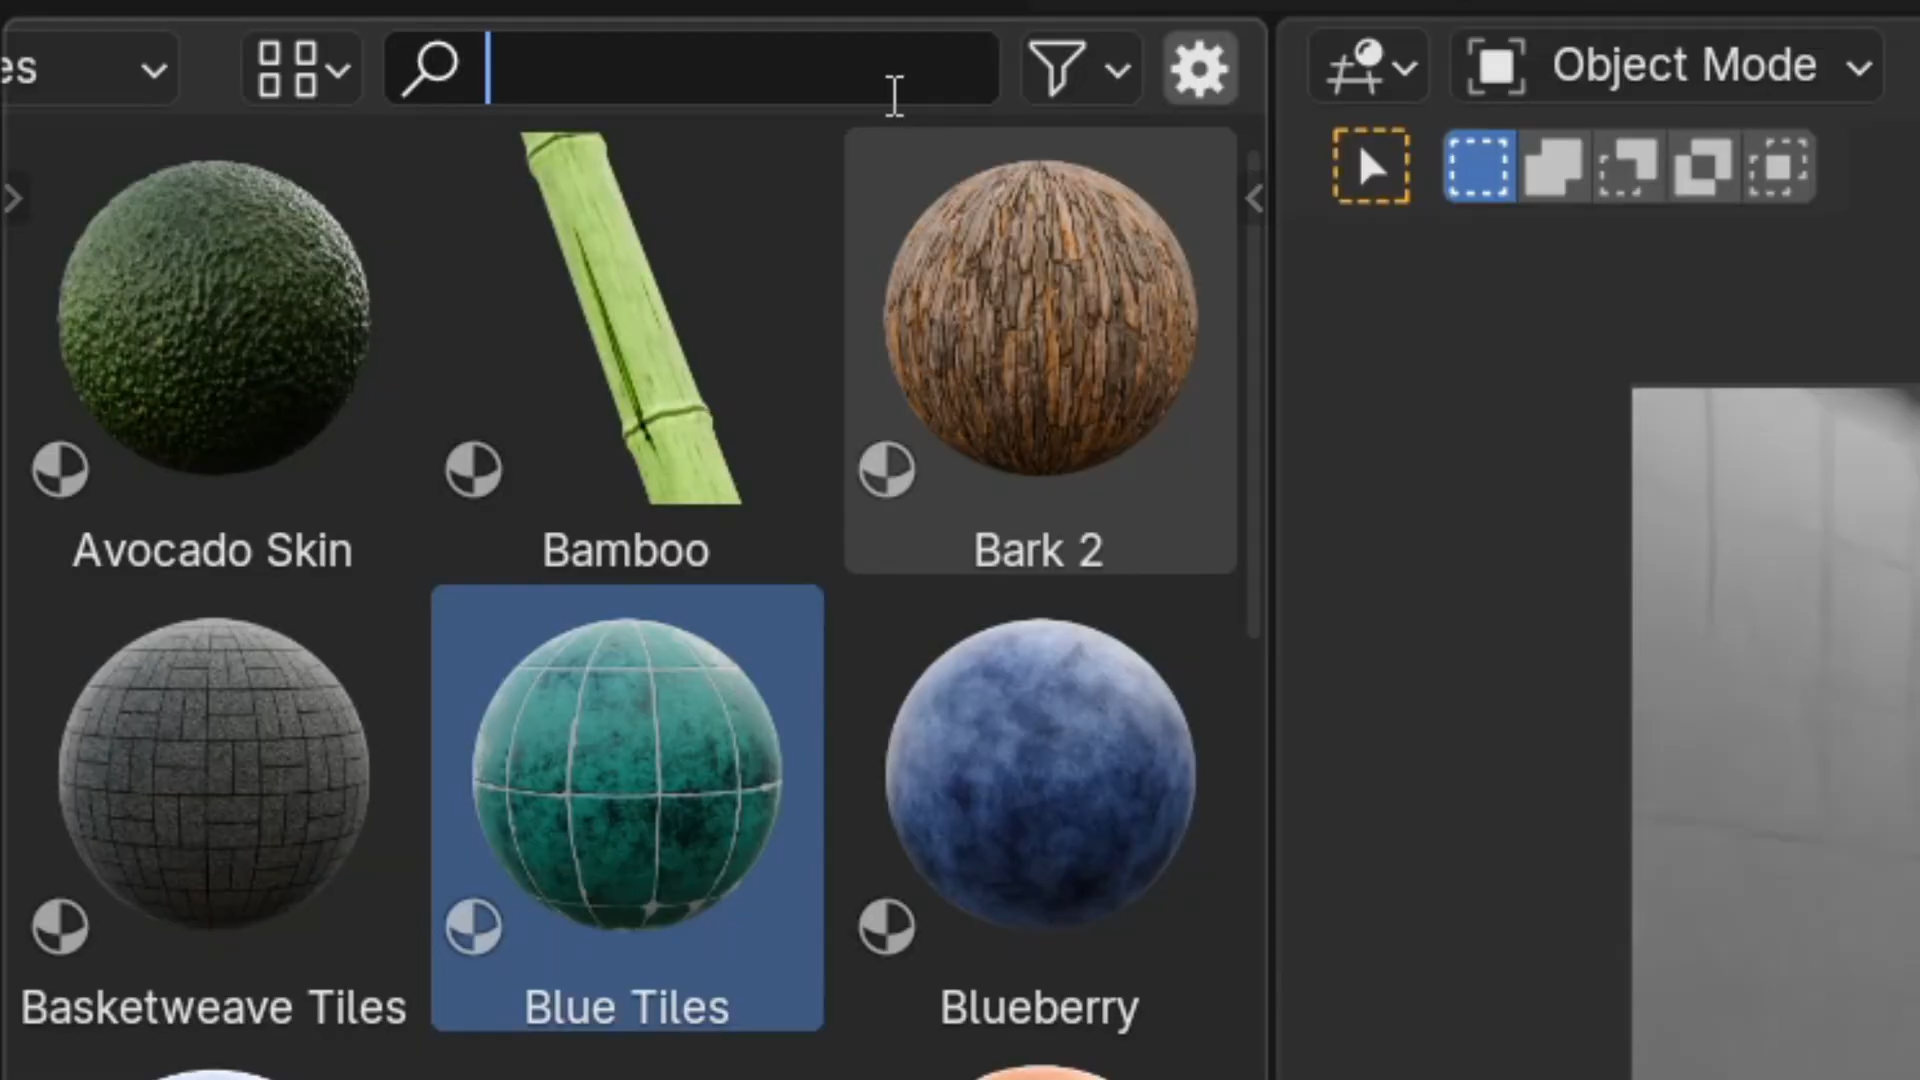 es
Object Mode
Avocado Skin
Bamboo
Bark 2
Basketweave Tiles
Blue Tiles
Blueberry